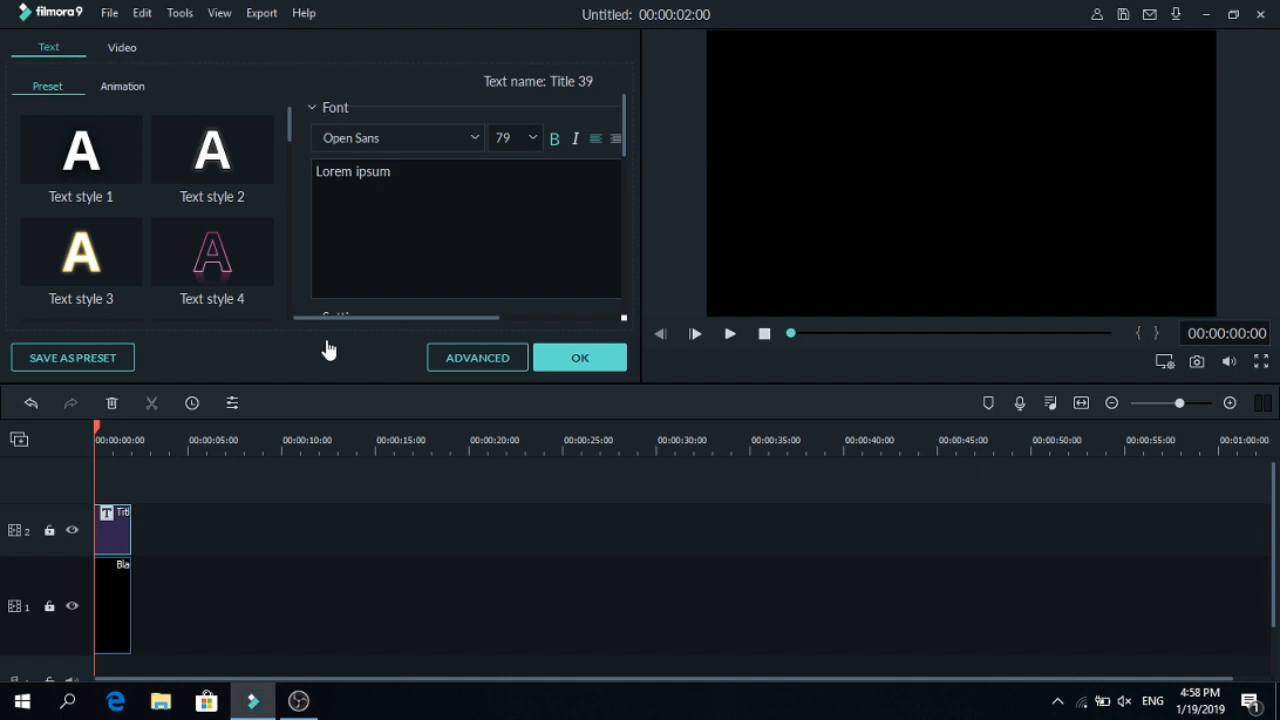 filmora9 File Edit Tools View Export Help Untitled: 00:00:02:00
Text Video
Preset Animation
Text name: Title 39
Font
Open Sans 79 B I
Lorem ipsum
A A
Text style 1 Text style 2
A A
Text style 3 Text style 4
SAVE AS PRESET ADVANCED OK
{ } 00:00:00:00
00:00:00:00 00:00:05:00 00:00:10:00 00:00:15:00 00:00:20:00 00:00:25:00 00:00:30:00 00:00:35:00 00:00:40:00 00:00:45:00 00:00:50:00 00:00:55:00 00:01:00:00
T Titl
2
Bla
1
ENG 4:58 PM
1/19/2019 1